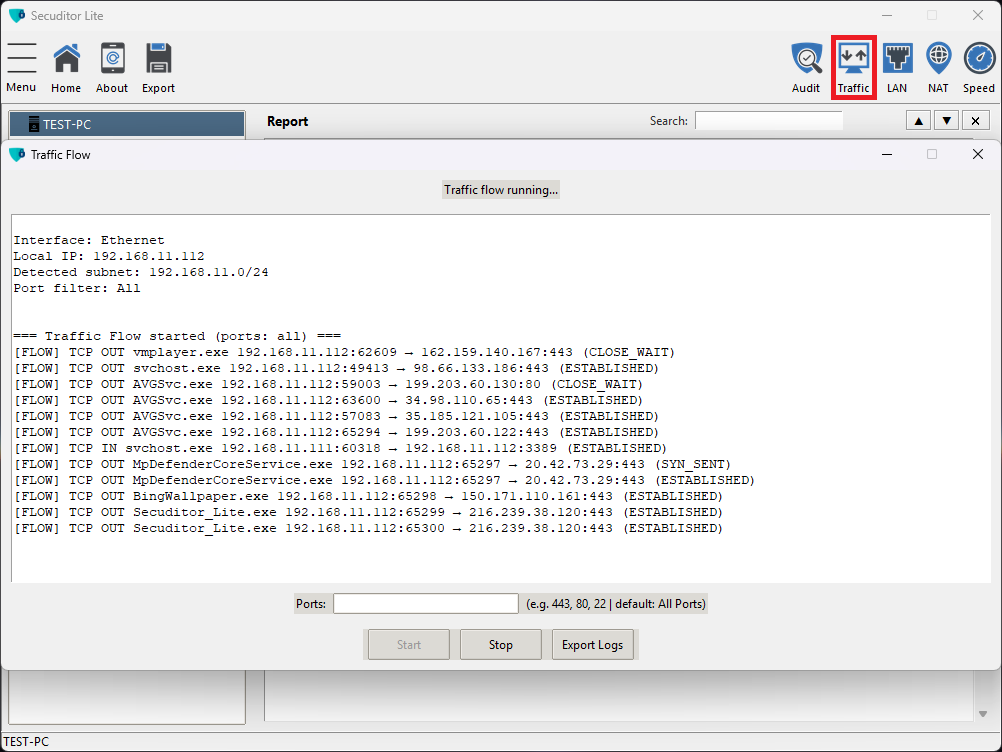 Secuditor Lite
Menu Home About Export Audit Traffic LAN NAT Speed
TEST-PC Report Search:
Traffic Flow
Traffic flow running...
Interface: Ethernet
Local IP: 192.168.11.112
Detected subnet: 192.168.11.0/24
Port filter: All
=== Traffic Flow started (ports: all) ===
[FLOW] TCP OUT vmplayer.exe 192.168.11.112:62609 → 162.159.140.167:443 (CLOSE_WAIT)
[FLOW] TCP OUT svchost.exe 192.168.11.112:49413 → 98.66.133.186:443 (ESTABLISHED)
[FLOW] TCP OUT AVGSvc.exe 192.168.11.112:59003 → 199.203.60.130:80 (CLOSE_WAIT)
[FLOW] TCP OUT AVGSvc.exe 192.168.11.112:63600 → 34.98.110.65:443 (ESTABLISHED)
[FLOW] TCP OUT AVGSvc.exe 192.168.11.112:57083 → 35.185.121.105:443 (ESTABLISHED)
[FLOW] TCP OUT AVGSvc.exe 192.168.11.112:65294 → 199.203.60.122:443 (ESTABLISHED)
[FLOW] TCP IN svchost.exe 192.168.11.111:60318 → 192.168.11.112:3389 (ESTABLISHED)
[FLOW] TCP OUT MpDefenderCoreService.exe 192.168.11.112:65297 → 20.42.73.29:443 (SYN_SENT)
[FLOW] TCP OUT MpDefenderCoreService.exe 192.168.11.112:65297 → 20.42.73.29:443 (ESTABLISHED)
[FLOW] TCP OUT BingWallpaper.exe 192.168.11.112:65298 → 150.171.110.161:443 (ESTABLISHED)
[FLOW] TCP OUT Secuditor_Lite.exe 192.168.11.112:65299 → 216.239.38.120:443 (ESTABLISHED)
[FLOW] TCP OUT Secuditor_Lite.exe 192.168.11.112:65300 → 216.239.38.120:443 (ESTABLISHED)
Ports: (e.g. 443, 80, 22 | default: All Ports)
Start Stop Export Logs
TEST-PC